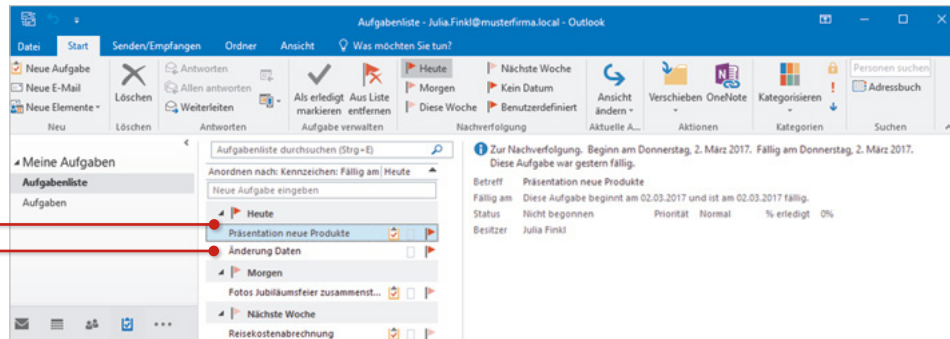 Aufgabenliste - Julia.Finkl@musterfirma.local - Outlook
Datei Start Senden/Empfangen Ordner Ansicht Was möchten Sie tun?
Neue Aufgabe
Neue E-Mail
Neue Elemente
Neu
Löschen
Löschen
Antworten
Allen antworten
Weiterleiten
Antworten
Als erledigt markieren
Aus Liste entfernen
Aufgabe verwalten
Heute
Morgen
Diese Woche
Nächste Woche
Kein Datum
Benutzerdefiniert
Nachverfolgung
Ansicht ändern
Aktuelle A...
Verschieben
OneNote
Aktionen
Kategorisieren
Kategorien
Personen suchen
Adressbuch
Suchen
Meine Aufgaben
Aufgabenliste
Aufgaben
Aufgabenliste durchsuchen (Strg+E)
Anordnen nach: Kennzeichen: Fällig am Heute
Neue Aufgabe eingeben
Heute
Präsentation neue Produkte
Änderung Daten
Morgen
Fotos Jubiläumsfeier zusammenst...
Nächste Woche
Reisekostenabrechnung
Zur Nachverfolgung. Beginn am Donnerstag, 2. März 2017. Fällig am Donnerstag, 2. März 2017.
Diese Aufgabe war gestern fällig.
Betreff Präsentation neue Produkte
Fällig am Diese Aufgabe beginnt am 02.03.2017 und ist am 02.03.2017 fällig.
Status Nicht begonnen Priorität Normal % erledigt 0%
Besitzer Julia Finkl